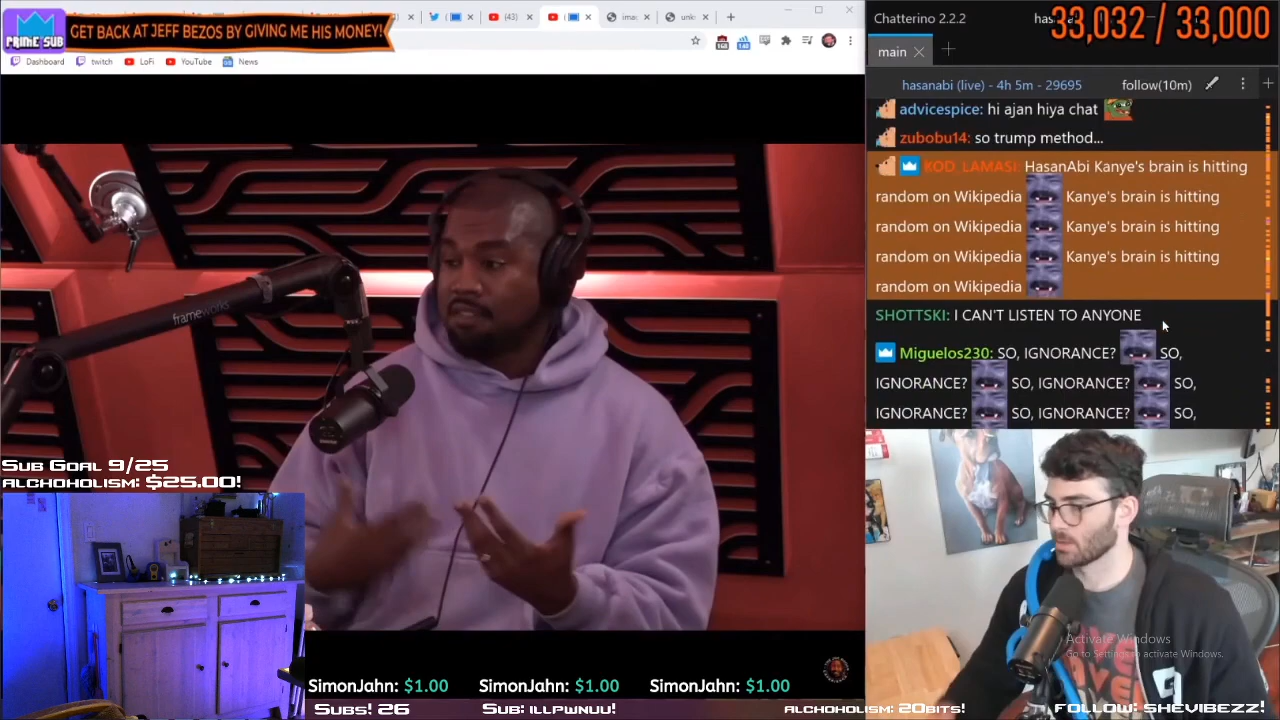 PRIME SUB
GET BACK AT JEFF BEZOS BY GIVING ME HIS MONEY!
(43)
ima
unk
Dashboard
twitch
LoFi
YouTube
News
frameworks
Sub Goal 9/25
ALCHOHOLISM: $25.00!
SimonJahn: $1.00
SimonJahn: $1.00
SimonJahn: $1.00
Subs! 26
Sub: illpwnuu!
alchoholism: 20bits!
Follow: shevibezz!
Chatterino 2.2.2
has
33,032 / 33,000
main
hasanabi (live) - 4h 5m - 29695
follow(10m)
advicespice: hi ajan hiya chat
zubobu14: so trump method...
KOD_LAMASI: HasanAbi Kanye's brain is hitting
random on Wikipedia Kanye's brain is hitting
random on Wikipedia Kanye's brain is hitting
random on Wikipedia Kanye's brain is hitting
random on Wikipedia
SHOTTSKI: I CAN'T LISTEN TO ANYONE
Miguelos230: SO, IGNORANCE? SO,
IGNORANCE? SO, IGNORANCE? SO,
IGNORANCE? SO, IGNORANCE? SO,
Activate Windows
Go to Settings to activate Windows.